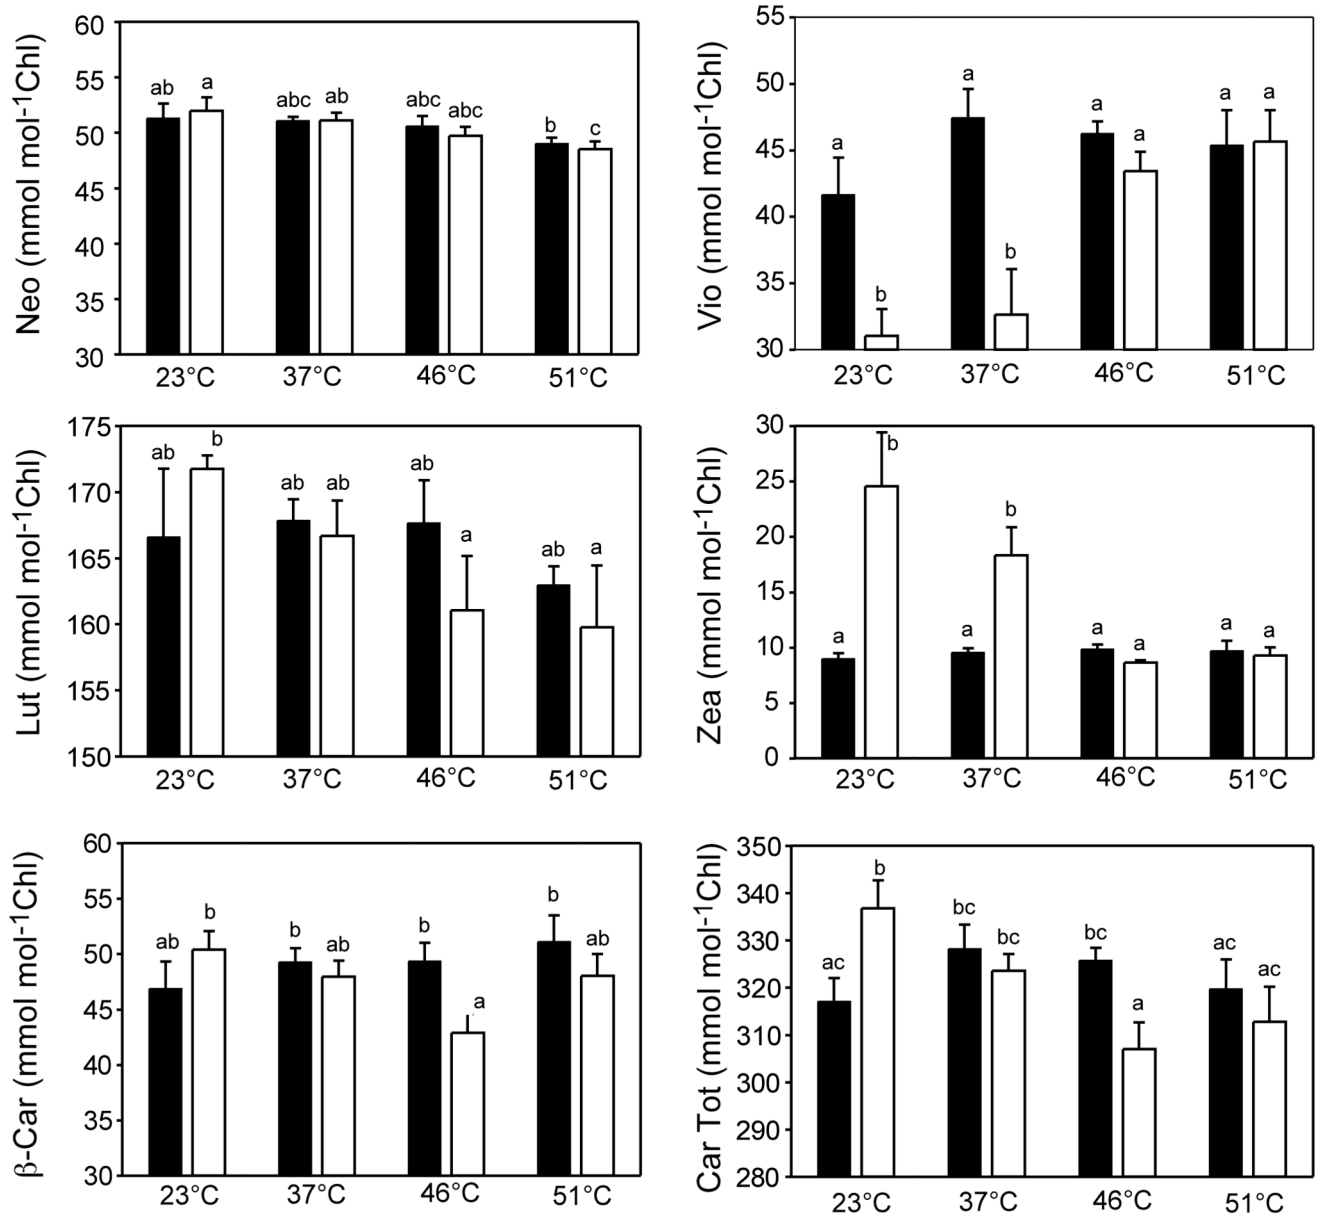 Neo (mmol mol-1Chl)
60
55
50
45
40
35
30
ab a abc ab abc abc b c
23°C 37°C 46°C 51°C
Vio (mmol mol-1Chl)
55
50
45
40
35
30
a b a b a a a a
23°C 37°C 46°C 51°C
Lut (mmol mol-1Chl)
175
170
165
160
155
150
ab b ab ab ab a ab a
23°C 37°C 46°C 51°C
Zea (mmol mol-1Chl)
30
25
20
15
10
5
0
a b a b a a a a
23°C 37°C 46°C 51°C
β-Car (mmol mol-1Chl)
60
55
50
45
40
35
30
ab b b ab b a b ab
23°C 37°C 46°C 51°C
Car Tot (mmol mol-1Chl)
350
340
330
320
310
300
290
280
ac b bc bc bc a ac ac
23°C 37°C 46°C 51°C